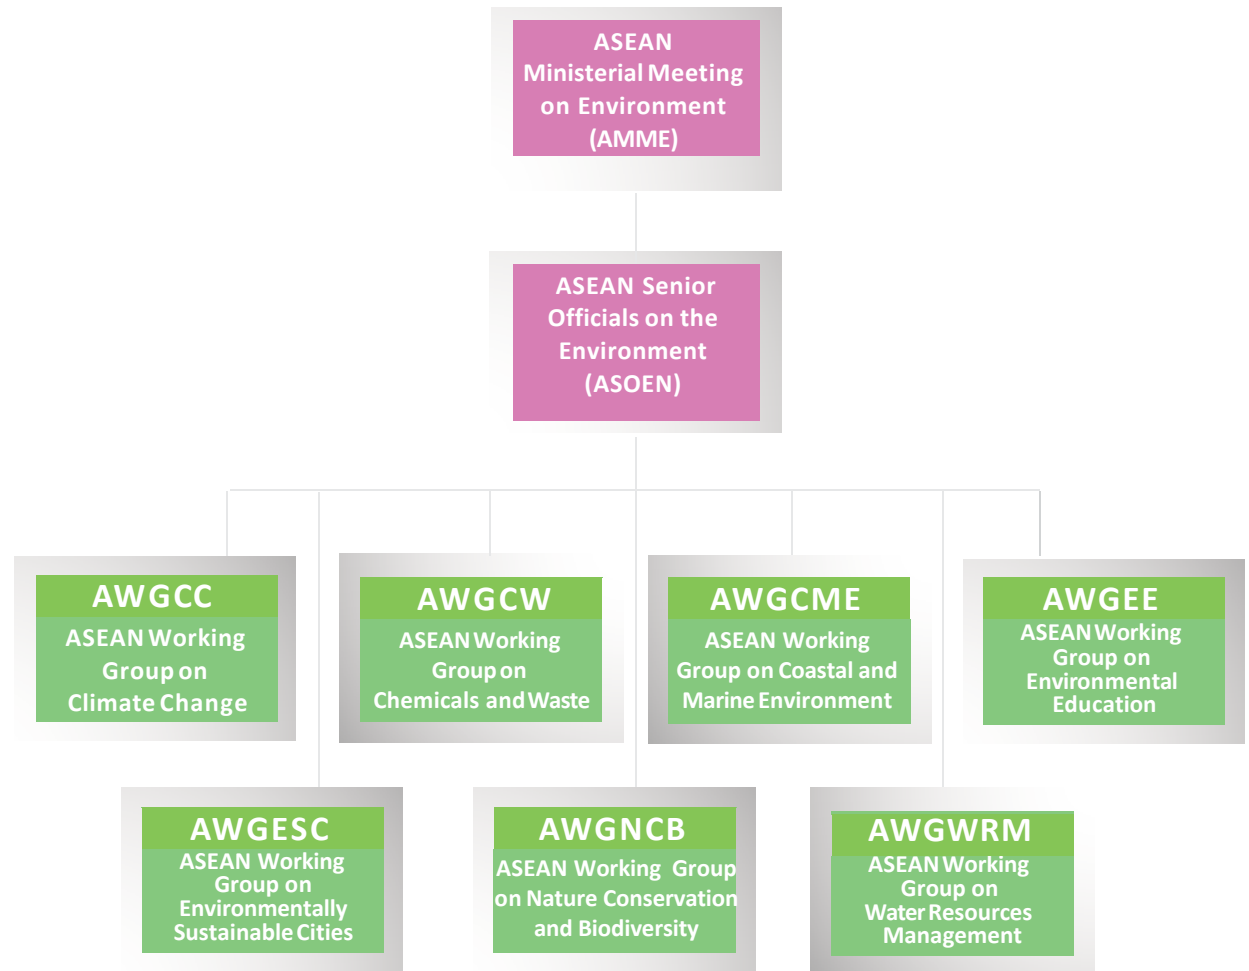 ASEAN
Ministerial Meeting
on Environment
(AMME)
ASEAN Senior
Officials on the
Environment
(ASOEN)
AWGCC
ASEAN Working
Group on
Climate Change
AWGCW
ASEAN Working
Group on
Chemicals and Waste
AWGCME
ASEAN Working
Group on Coastal and
Marine Environment
AWGEE
ASEAN Working
Group on
Environmental
Education
AWGESC
ASEAN Working
Group on
Environmentally
Sustainable Cities
AWGNCB
ASEAN Working Group
on Nature Conservation
and Biodiversity
AWGWRM
ASEAN Working
Group on
Water Resources
Management